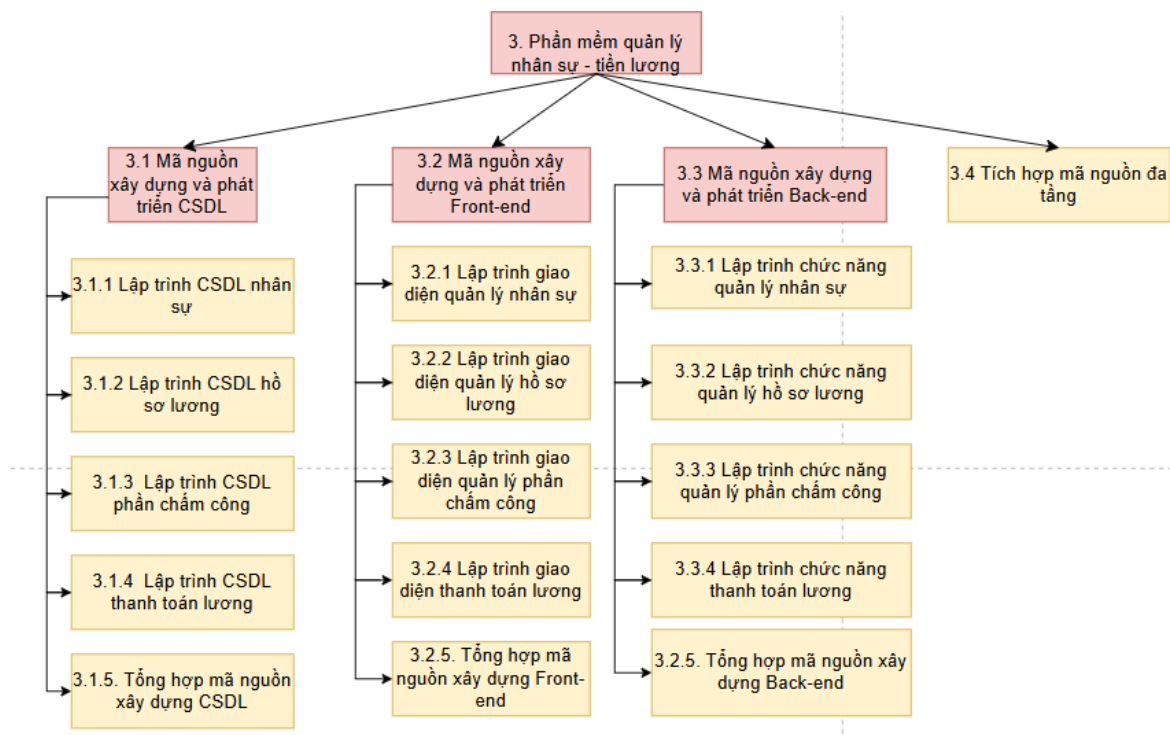 3. Phần mềm quản lý
nhân sự - tiền lương
3.1 Mã nguồn
xây dựng và phát
triển CSDL
3.2 Mã nguồn xây
dựng và phát triển
Front-end
3.3 Mã nguồn xây dựng
và phát triển Back-end
3.4 Tích hợp mã nguồn đa
tầng
3.1.1 Lập trình CSDL nhân
sự
3.1.2 Lập trình CSDL hồ
sơ lương
3.1.3 Lập trình CSDL
phần chấm công
3.1.4 Lập trình CSDL
thanh toán lương
3.1.5. Tổng hợp mã nguồn
xây dựng CSDL
3.2.1 Lập trình giao
diện quản lý nhân sự
3.2.2 Lập trình giao
diện quản lý hồ sơ
lương
3.2.3 Lập trình giao
diện quản lý phần
chấm công
3.2.4 Lập trình giao
diện thanh toán lương
3.2.5. Tổng hợp mã
nguồn xây dựng Front-
end
3.3.1 Lập trình chức năng
quản lý nhân sự
3.3.2 Lập trình chức năng
quản lý hồ sơ lương
3.3.3 Lập trình chức năng
quản lý phần chấm công
3.3.4 Lập trình chức năng
thanh toán lương
3.2.5. Tổng hợp mã nguồn xây
dựng Back-end